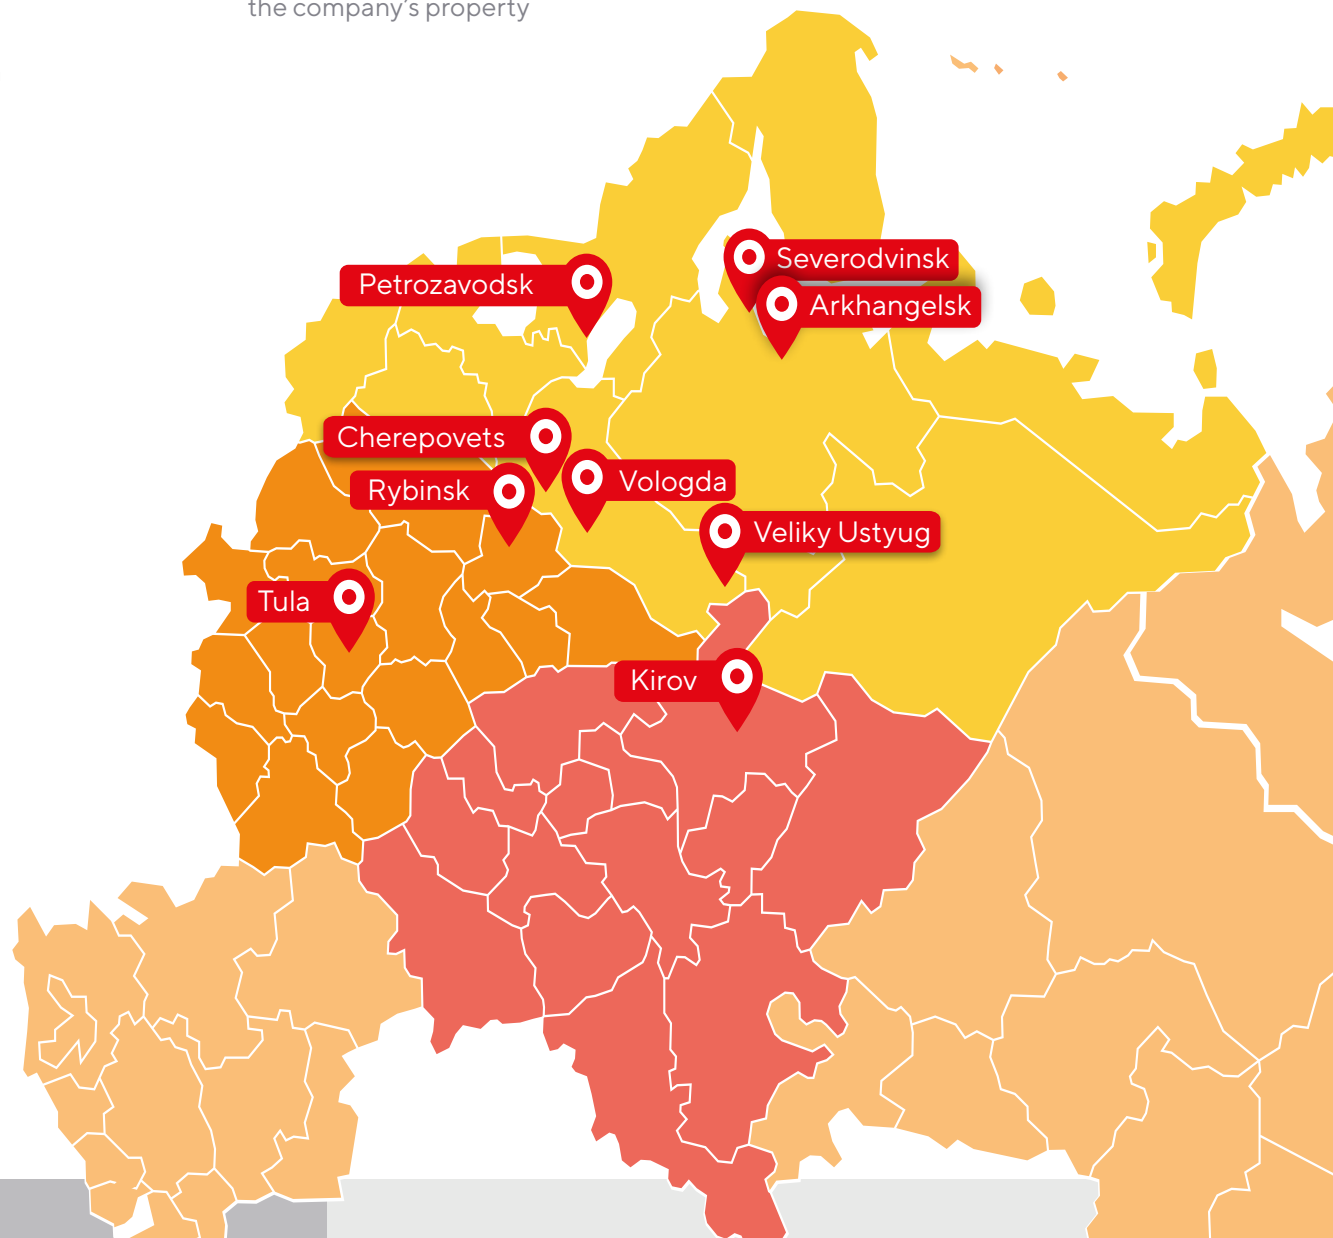 the company's property
Severodvinsk
Petrozavodsk
Arkhangelsk
Cherepovets
Vologda
Rybinsk
Veliky Ustyug
Tula
Kirov